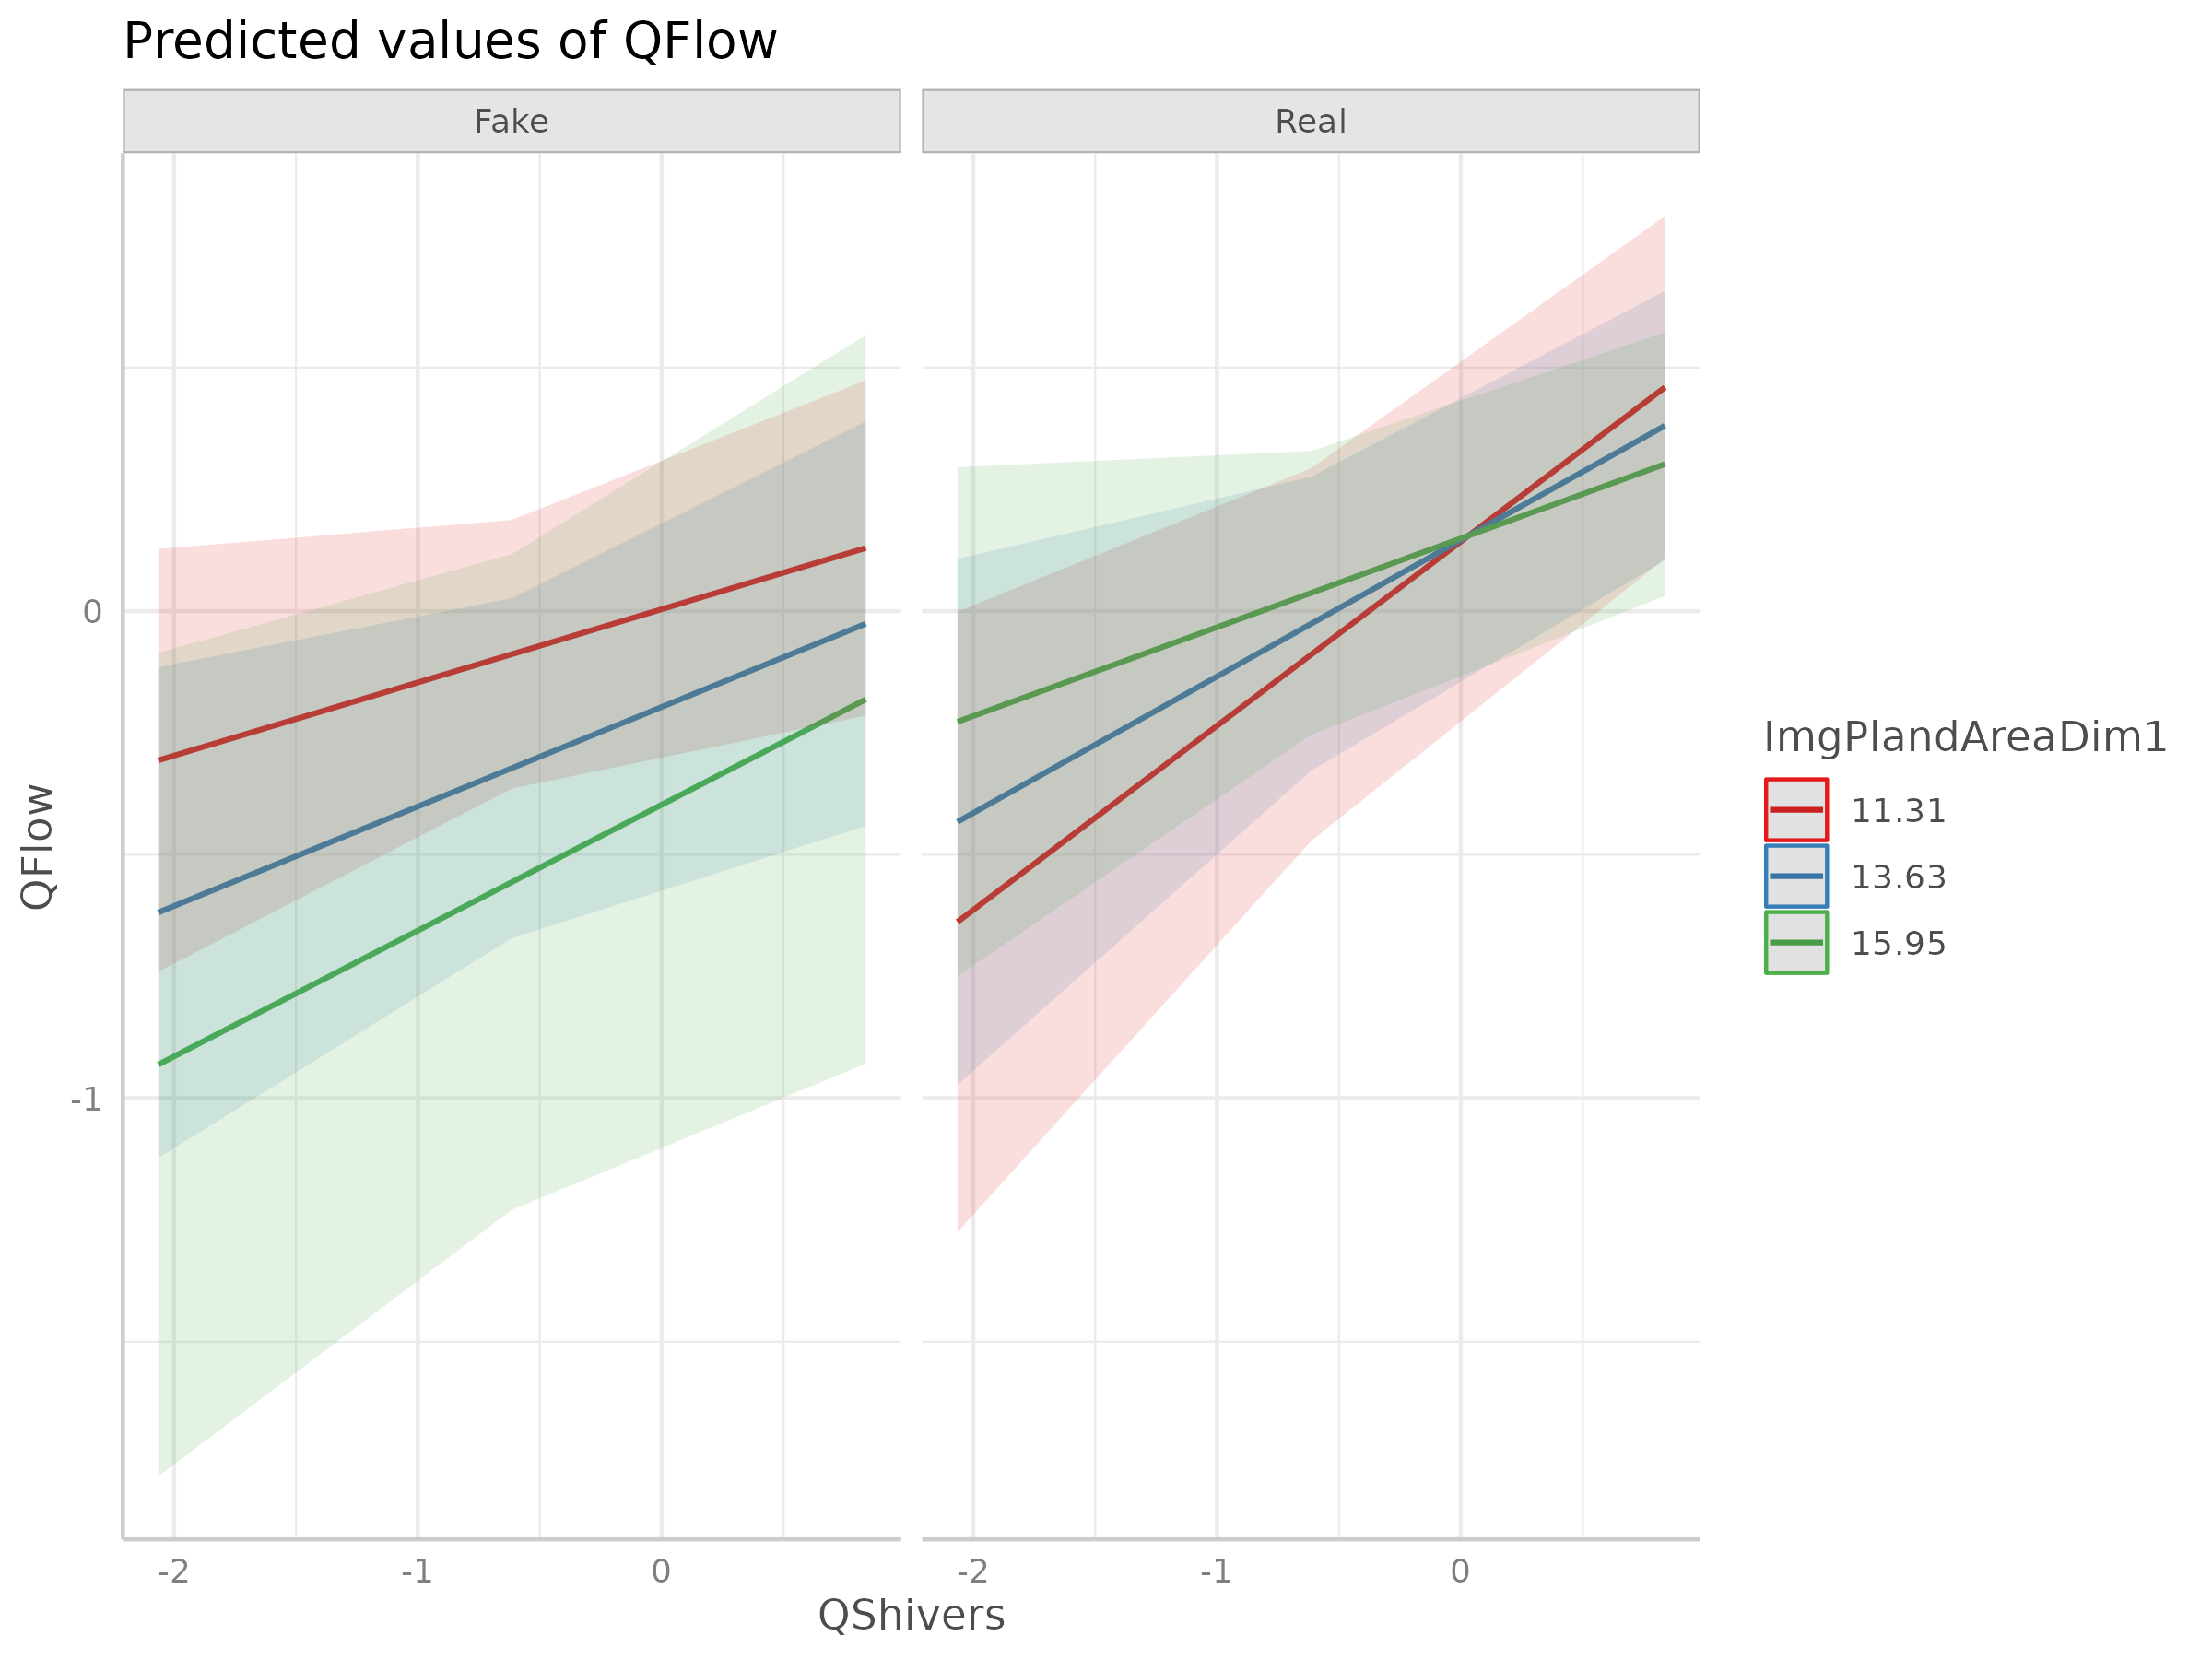 Predicted values of QFlow
Fake
Real
QFlow
0
-1
-2
-1
0
-2
-1
0
QShivers
ImgPlandAreaDim1
11.31
13.63
15.95